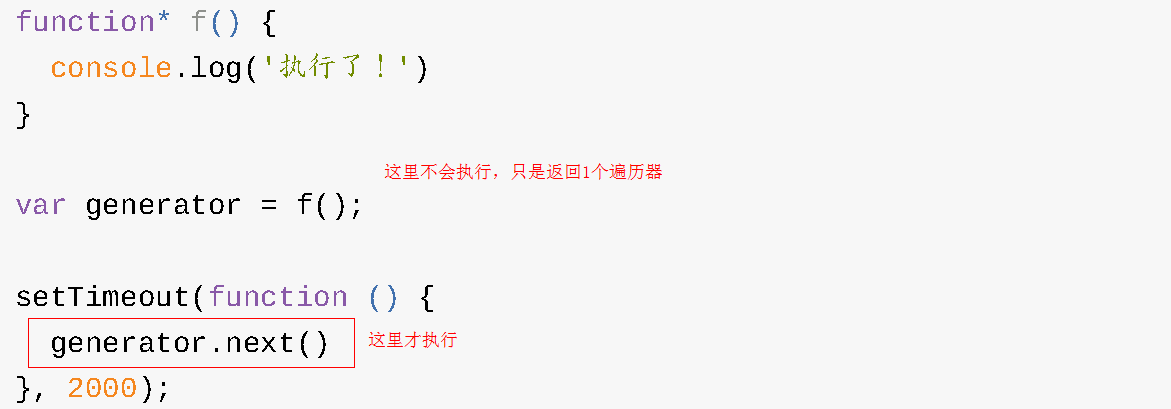 function* f() {
  console.log('执行了！')
}
这里不会执行，只是返回1个遍历器
var generator = f();
setTimeout(function () {
  generator.next()
这里才执行
}, 2000);